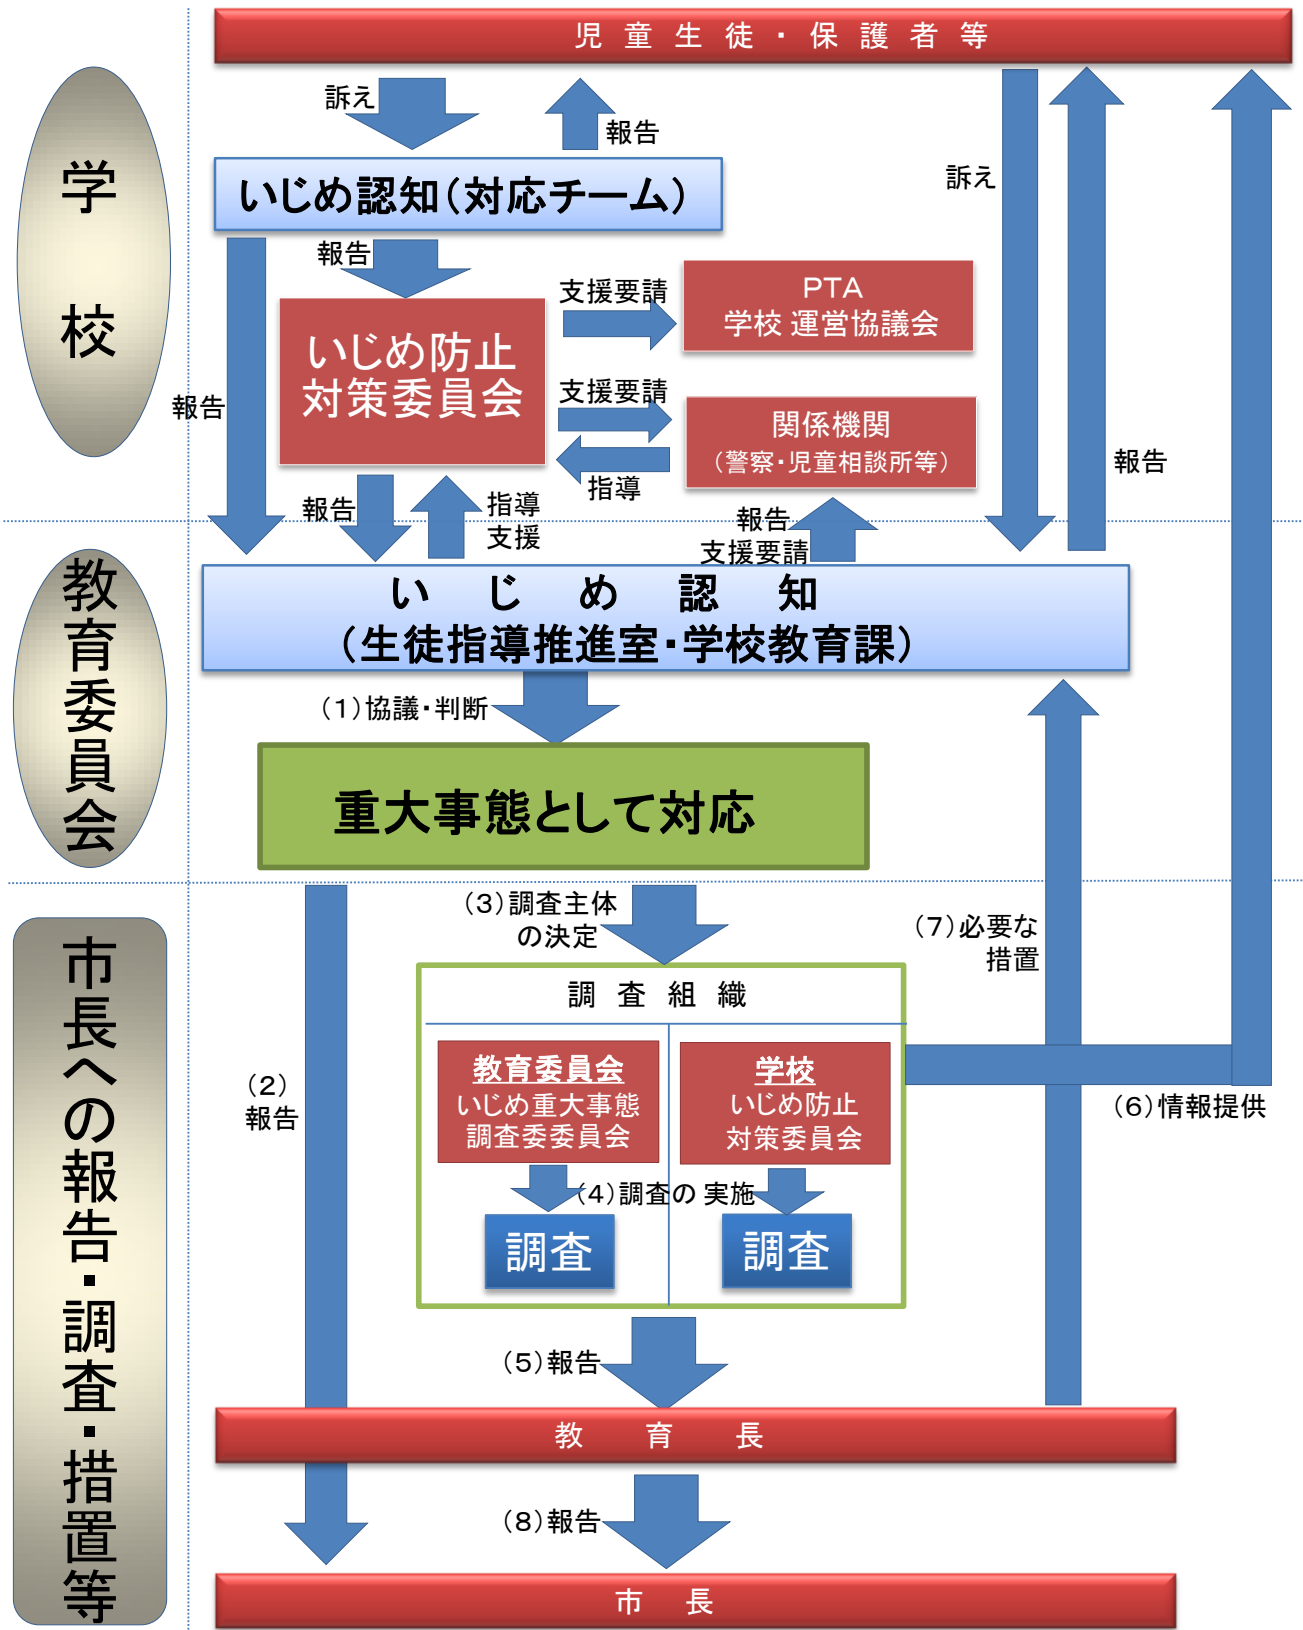 児童生徒・保護者等
学校
訴え
報告
いじめ認知(対応チーム)
訴え
報告
報告
いじめ防止
対策委員会
支援要請
PTA
学校 運営協議会
支援要請
関係機関
(警察・児童相談所等)
指導
報告
報告
指導
支援
報告
支援要請
教育委員会
いじめ認知
(生徒指導推進室・学校教育課)
(1)協議・判断
重大事態として対応
市長への報告・調査・措置等
(2)
報告
(3)調査主体
の決定
(7)必要な
措置
調査組織
教育委員会
いじめ重大事態
調査委委員会
学校
いじめ防止
対策委員会
(6)情報提供
(4)調査の 実施
調査
調査
(5)報告
教育長
(8)報告
市長